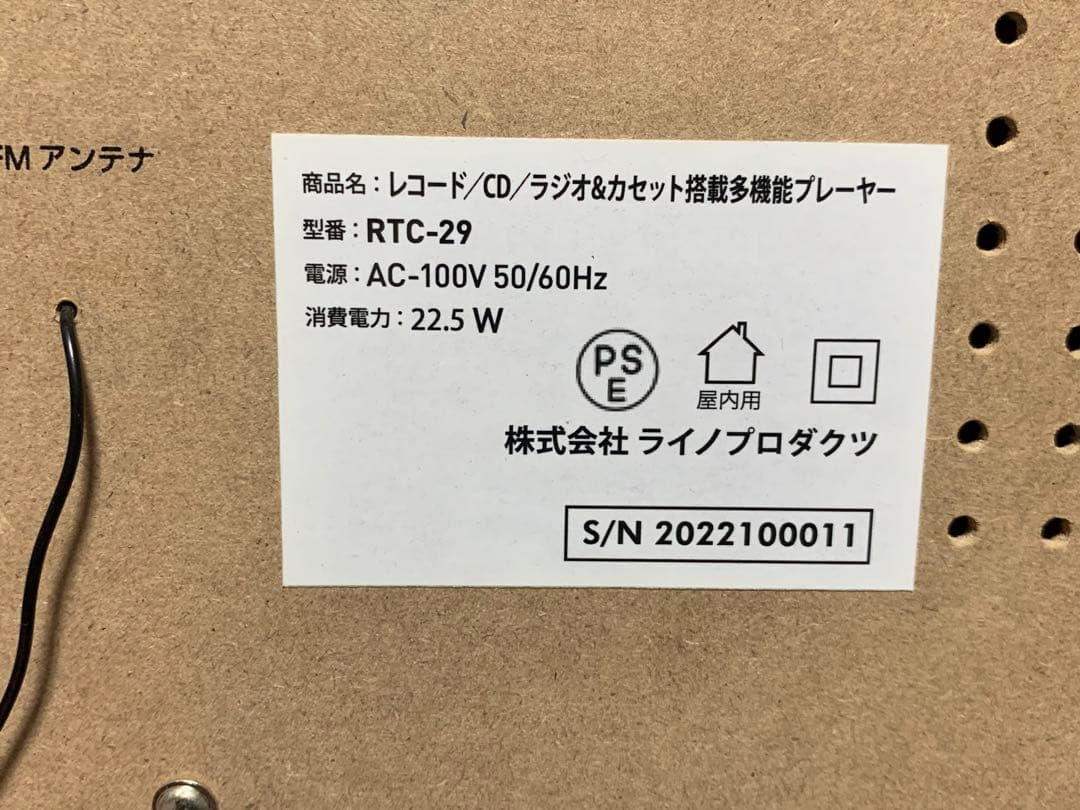 FM アンテナ
商品名：レコード／CD／ラジオ&カセット搭載多機能プレーヤー
型番：RTC-29
電源：AC-100V 50/60Hz
消費電力：22.5 W
PS
E
屋内用
株式会社 ライノプロダクツ
S/N 2022100011